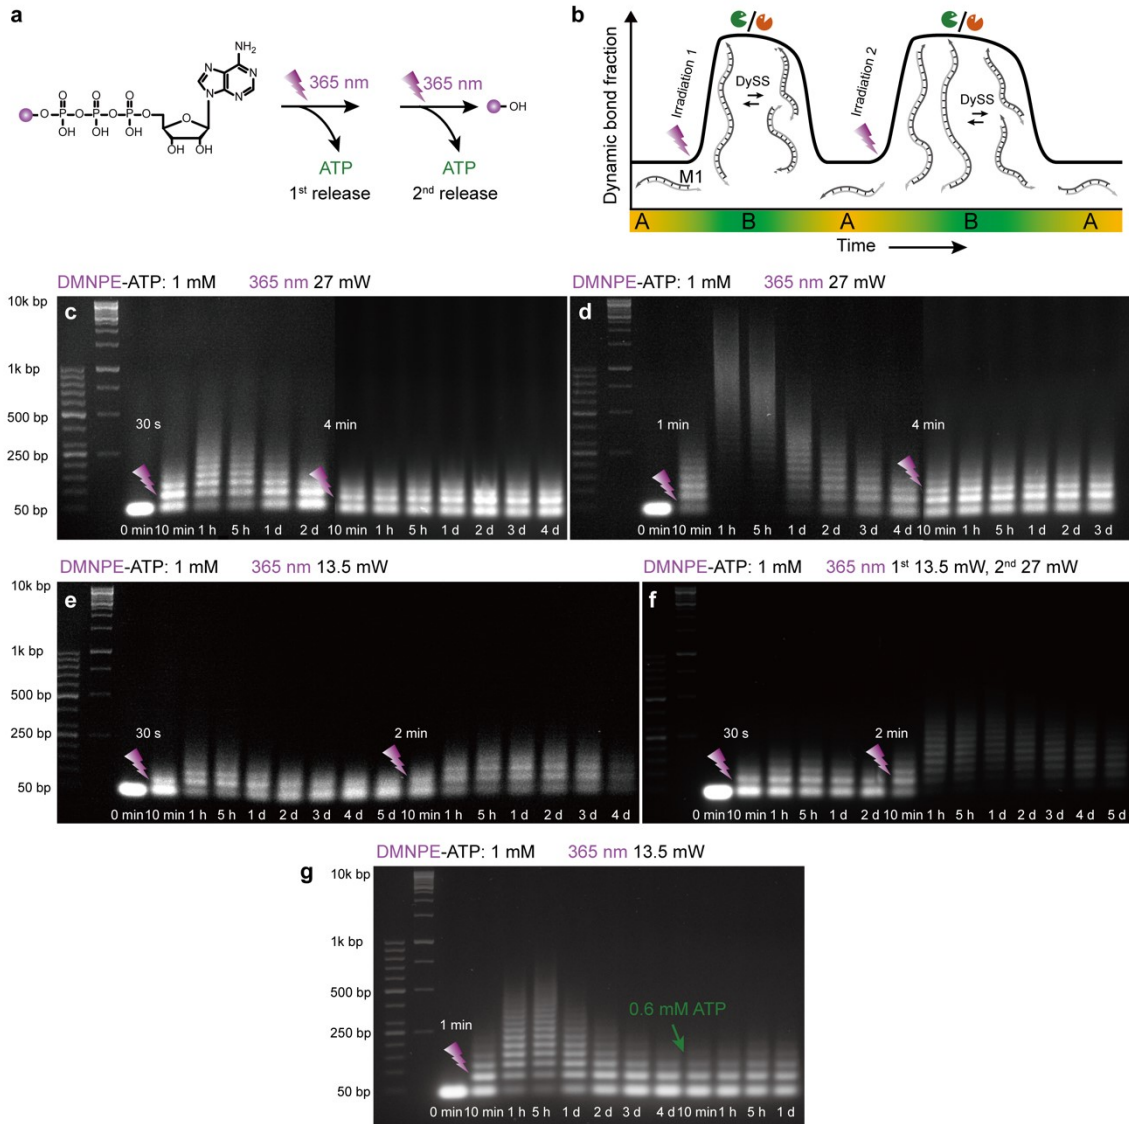 a
NH₂
N
N
N
N
O O O
O-P-O-P-O-P-O
OH OH OH
O
OH OH
365 nm
365 nm
OH
ATP
ATP
1st release
2nd release
b
Dynamic bond fraction
Irradiation 1
DySS
M1
Irradiation 2
DySS
A B A B A
Time
DMNPE-ATP: 1 mM 365 nm 27 mW
c
10k bp
1k bp
500 bp
250 bp
50 bp
30 s
4 min
0 min 10 min 1 h 5 h 1 d 2 d 10 min 1 h 5 h 1 d 2 d 3 d 4 d
DMNPE-ATP: 1 mM 365 nm 27 mW
d
1 min
4 min
0 min 10 min 1 h 5 h 1 d 2 d 3 d 4 d 10 min 1 h 5 h 1 d 2 d 3 d
DMNPE-ATP: 1 mM 365 nm 13.5 mW
e
10k bp
1k bp
500 bp
250 bp
50 bp
30 s
2 min
0 min 10 min 1 h 5 h 1 d 2 d 3 d 4 d 5 d 10 min 1 h 5 h 1 d 2 d 3 d 4 d
DMNPE-ATP: 1 mM 365 nm 1st 13.5 mW, 2nd 27 mW
f
30 s
2 min
0 min 10 min 1 h 5 h 1 d 2 d 10 min 1 h 5 h 1 d 2 d 3 d 4 d 5 d
DMNPE-ATP: 1 mM 365 nm 13.5 mW
g
10k bp
1k bp
500 bp
250 bp
50 bp
1 min
0.6 mM ATP
0 min 10 min 1 h 5 h 1 d 2 d 3 d 4 d 10 min 1 h 5 h 1 d